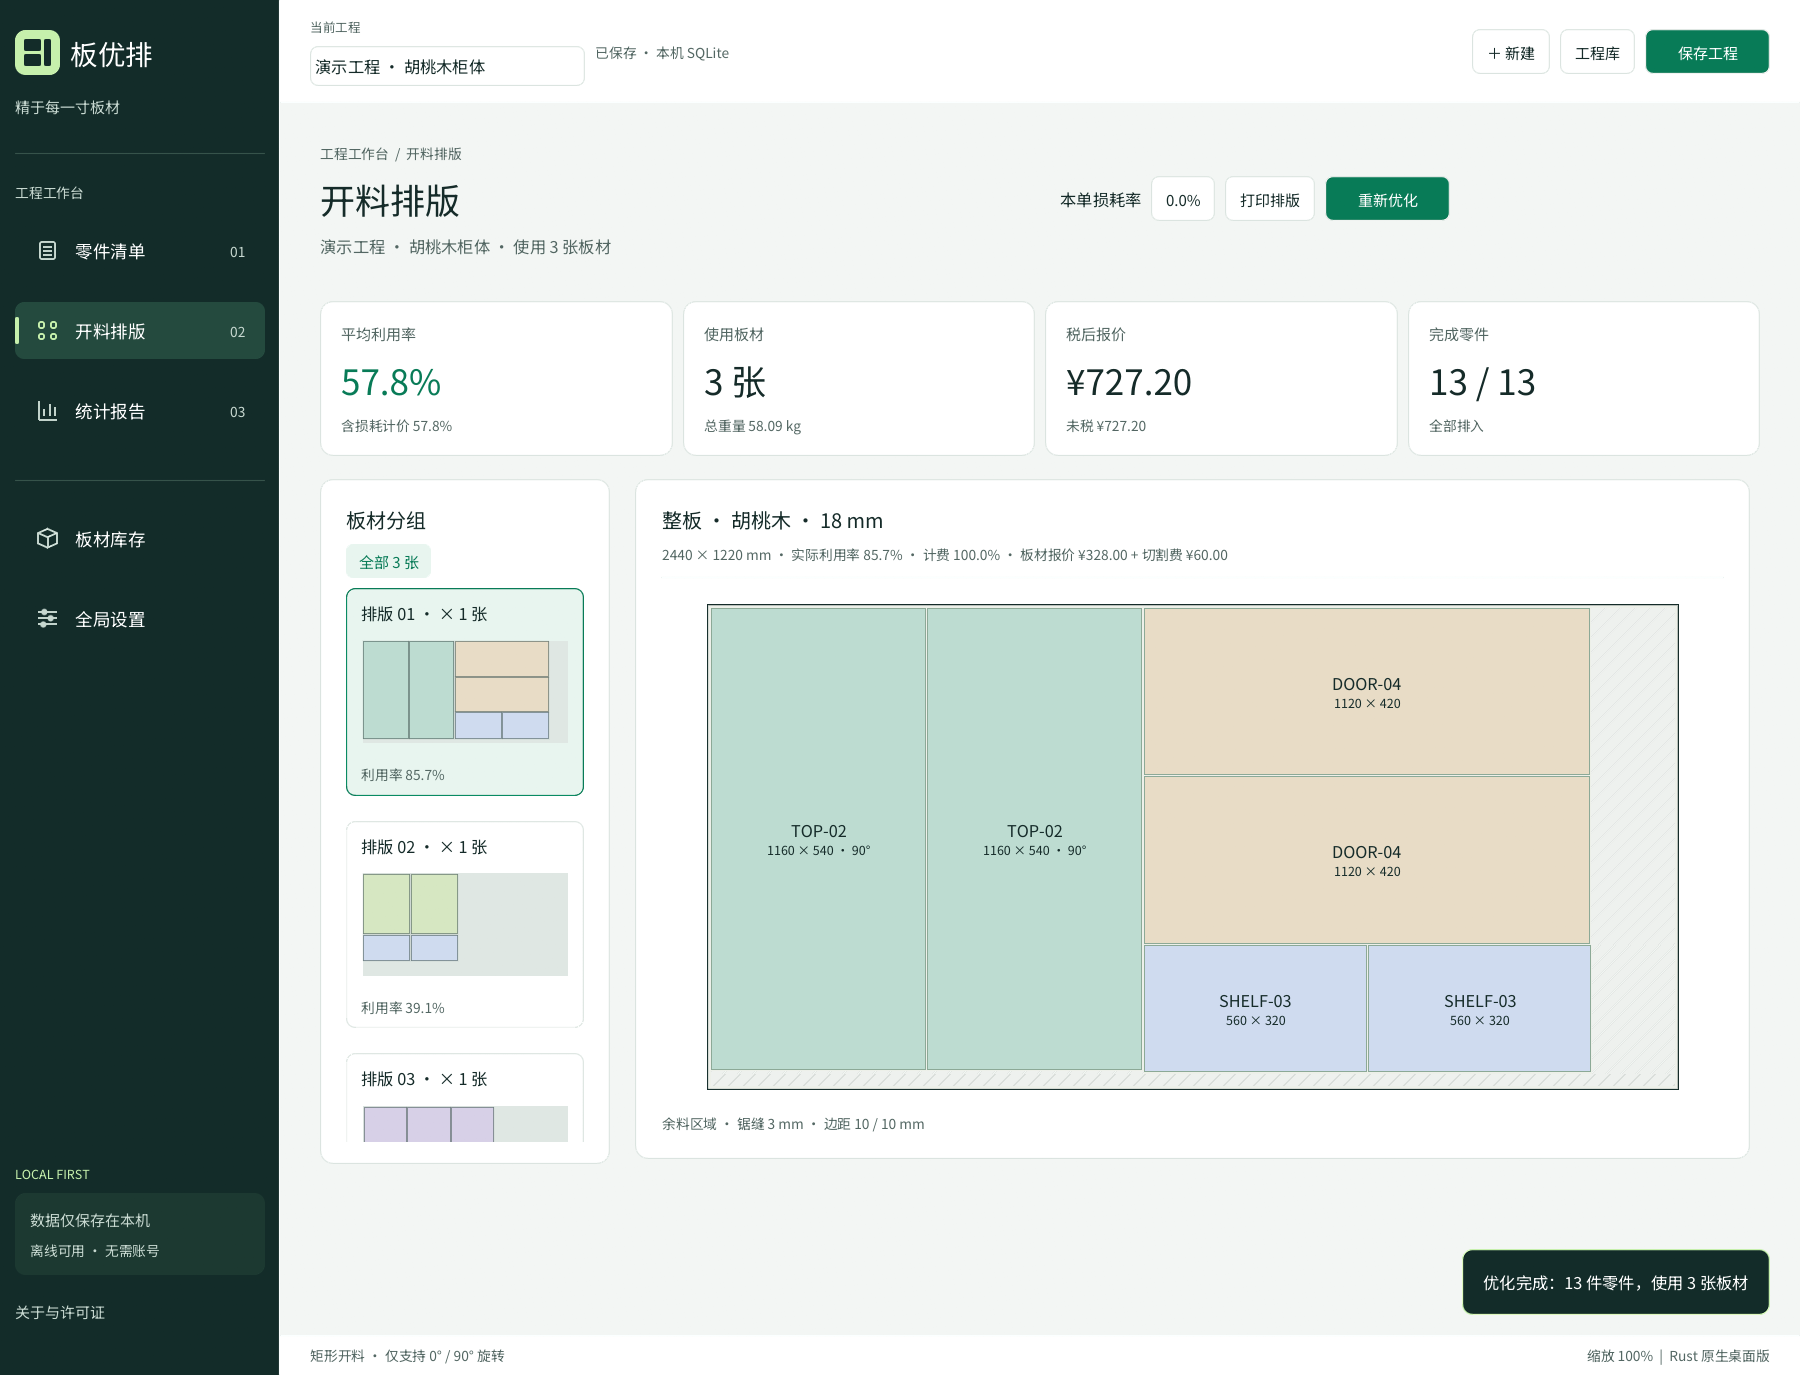 板优排
精于每一寸板材
工程工作台
零件清单 01
开料排版 02
统计报告 03
板材库存
全局设置
LOCAL FIRST
数据仅保存在本机
离线可用 • 无需账号
关于与许可证
当前工程
演示工程 • 胡桃木柜体
已保存 • 本机 SQLite
+ 新建
工程库
保存工程
工程工作台 / 开料排版
开料排版
演示工程 • 胡桃木柜体 • 使用 3 张板材
本单损耗率
0.0%
打印排版
重新优化
平均利用率
57.8%
含损耗计价 57.8%
使用板材
3 张
总重量 58.09 kg
税后报价
¥727.20
未税 ¥727.20
完成零件
13 / 13
全部排入
板材分组
全部 3 张
排版 01 • × 1 张
利用率 85.7%
排版 02 • × 1 张
利用率 39.1%
排版 03 • × 1 张
整板 • 胡桃木 • 18 mm
2440 × 1220 mm • 实际利用率 85.7% • 计费 100.0% • 板材报价 ¥328.00 + 切割费 ¥60.00
TOP-02
1160 × 540 • 90°
TOP-02
1160 × 540 • 90°
DOOR-04
1120 × 420
DOOR-04
1120 × 420
SHELF-03
560 × 320
SHELF-03
560 × 320
余料区域 • 锯缝 3 mm • 边距 10 / 10 mm
优化完成：13 件零件，使用 3 张板材
矩形开料 • 仅支持 0° / 90° 旋转
缩放 100% | Rust 原生桌面版